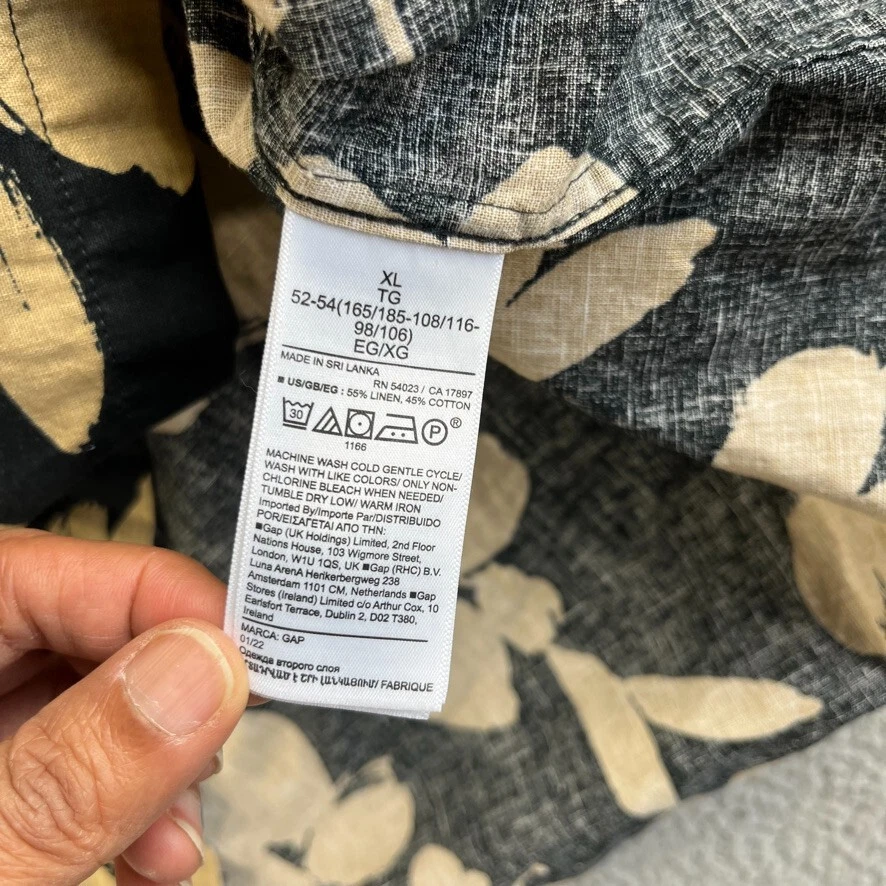 XL
TG
52-54(165/185-108/116-
98/106)
EG/XG
MADE IN SRI LANKA
RN 54023 / CA 17897
■ US/GB/EG : 55% LINEN, 45% COTTON
30 P ®
1166
MACHINE WASH COLD GENTLE CYCLE/
WASH WITH LIKE COLORS/ ONLY NON-
CHLORINE BLEACH WHEN NEEDED/
TUMBLE DRY LOW/ WARM IRON
Imported By/Importe Par/DISTRIBUIDO
POR/ΕΙΣΑΓΕΤΑΙ ΑΠΟ ΤΗΝ:
■Gap (UK Holdings) Limited, 2nd Floor
Nations House, 103 Wigmore Street,
London, W1U 1QS, UK ■Gap (RHC) B.V.
Luna ArenA Herikerbergweg 238
Amsterdam 1101 CM, Netherlands ■Gap
Stores (Ireland) Limited c/o Arthur Cox, 10
Earlsfort Terrace, Dublin 2, D02 T380,
Ireland
MARCA: GAP
01/22
Одежда второго слоя
FABRIQUE